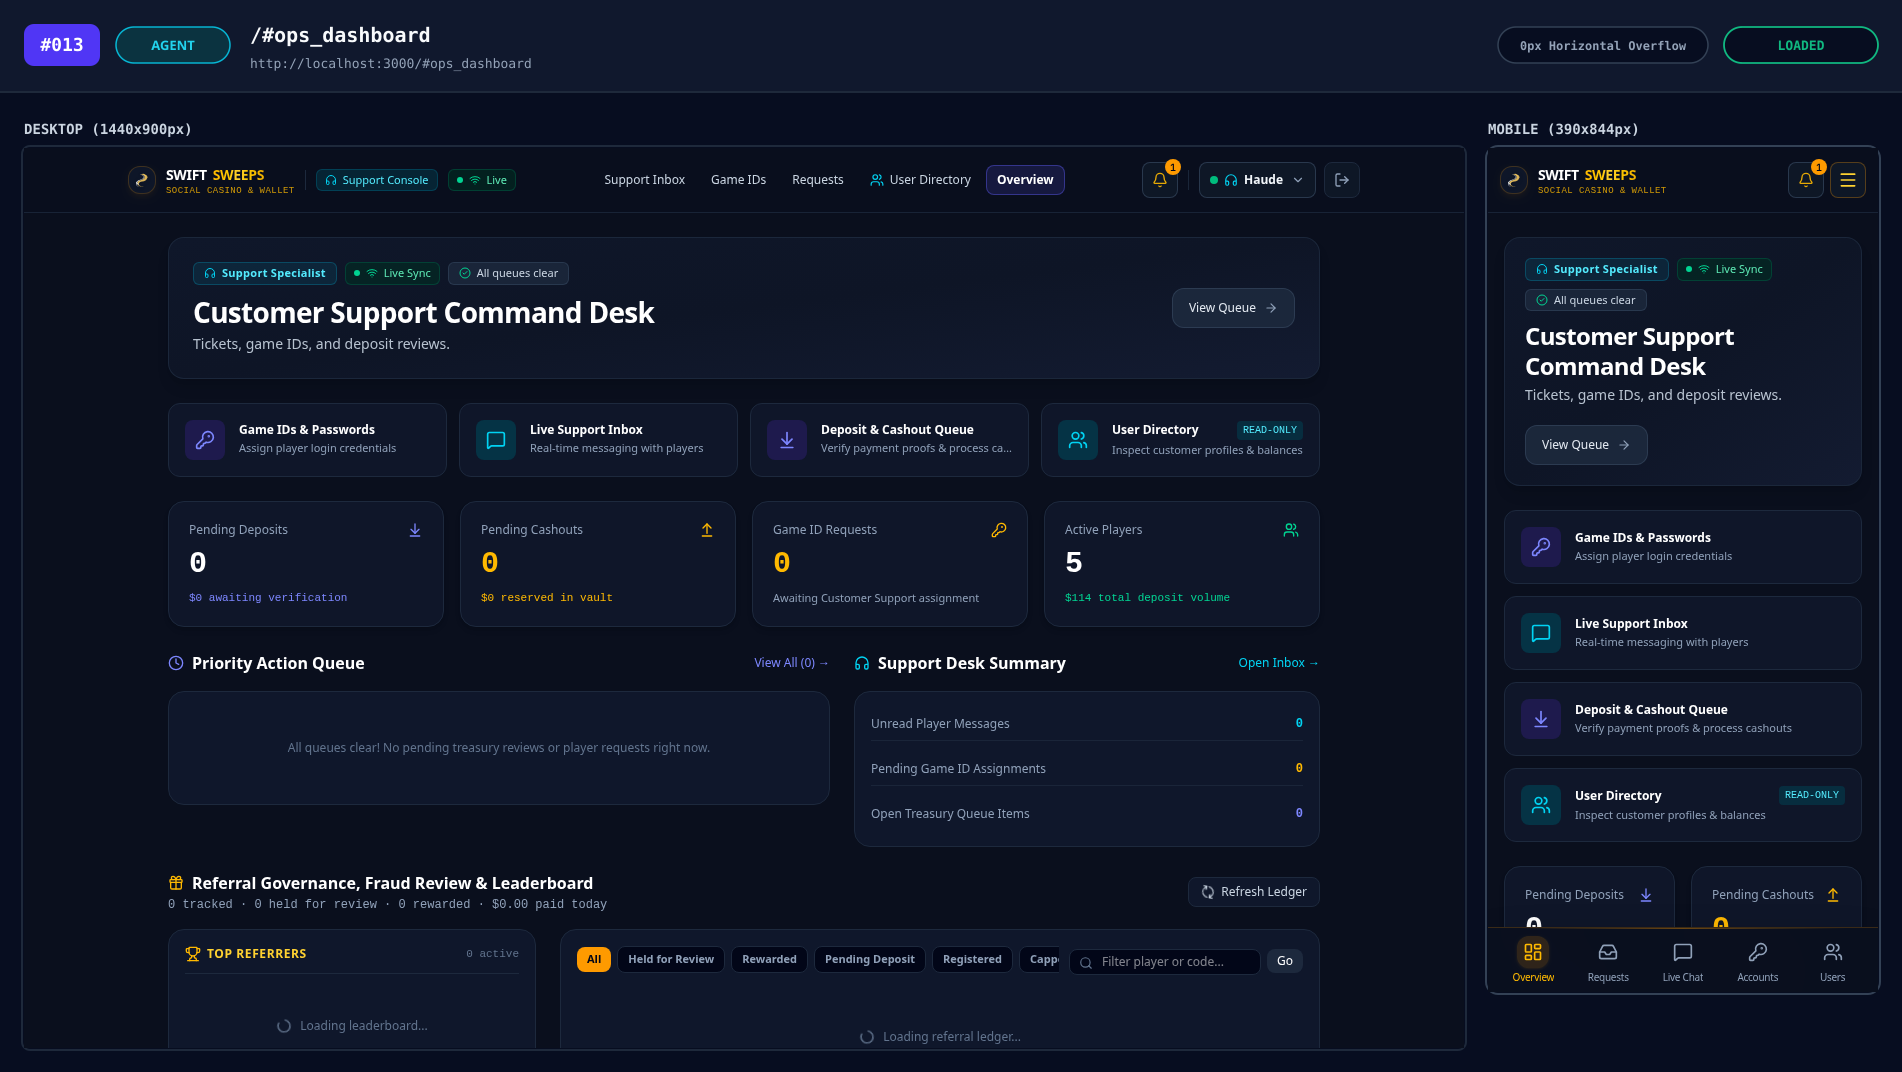 #013
AGENT
/#ops_dashboard
http://localhost:3000/#ops_dashboard
0px Horizontal Overflow
LOADED
DESKTOP (1440x900px)
SWIFT SWEEPS
SOCIAL CASINO & WALLET
Support Console
Live
Support Inbox
Game IDs
Requests
User Directory
Overview
1
Haude
Support Specialist
Live Sync
All queues clear
Customer Support Command Desk
Tickets, game IDs, and deposit reviews.
View Queue
Game IDs & Passwords
Assign player login credentials
Live Support Inbox
Real-time messaging with players
Deposit & Cashout Queue
Verify payment proofs & process ca...
User Directory
READ-ONLY
Inspect customer profiles & balances
Pending Deposits
0
$0 awaiting verification
Pending Cashouts
0
$0 reserved in vault
Game ID Requests
0
Awaiting Customer Support assignment
Active Players
5
$114 total deposit volume
Priority Action Queue
View All (0) →
All queues clear! No pending treasury reviews or player requests right now.
Support Desk Summary
Open Inbox →
Unread Player Messages 0
Pending Game ID Assignments 0
Open Treasury Queue Items 0
Referral Governance, Fraud Review & Leaderboard
0 tracked · 0 held for review · 0 rewarded · $0.00 paid today
Refresh Ledger
TOP REFERRERS
0 active
Loading leaderboard...
All
Held for Review
Rewarded
Pending Deposit
Registered
Capp
Filter player or code...
Go
Loading referral ledger...
MOBILE (390x844px)
SWIFT SWEEPS
SOCIAL CASINO & WALLET
1
Support Specialist
Live Sync
All queues clear
Customer Support
Command Desk
Tickets, game IDs, and deposit reviews.
View Queue
Game IDs & Passwords
Assign player login credentials
Live Support Inbox
Real-time messaging with players
Deposit & Cashout Queue
Verify payment proofs & process cashouts
User Directory
READ-ONLY
Inspect customer profiles & balances
Pending Deposits
0
Pending Cashouts
0
Overview
Requests
Live Chat
Accounts
Users